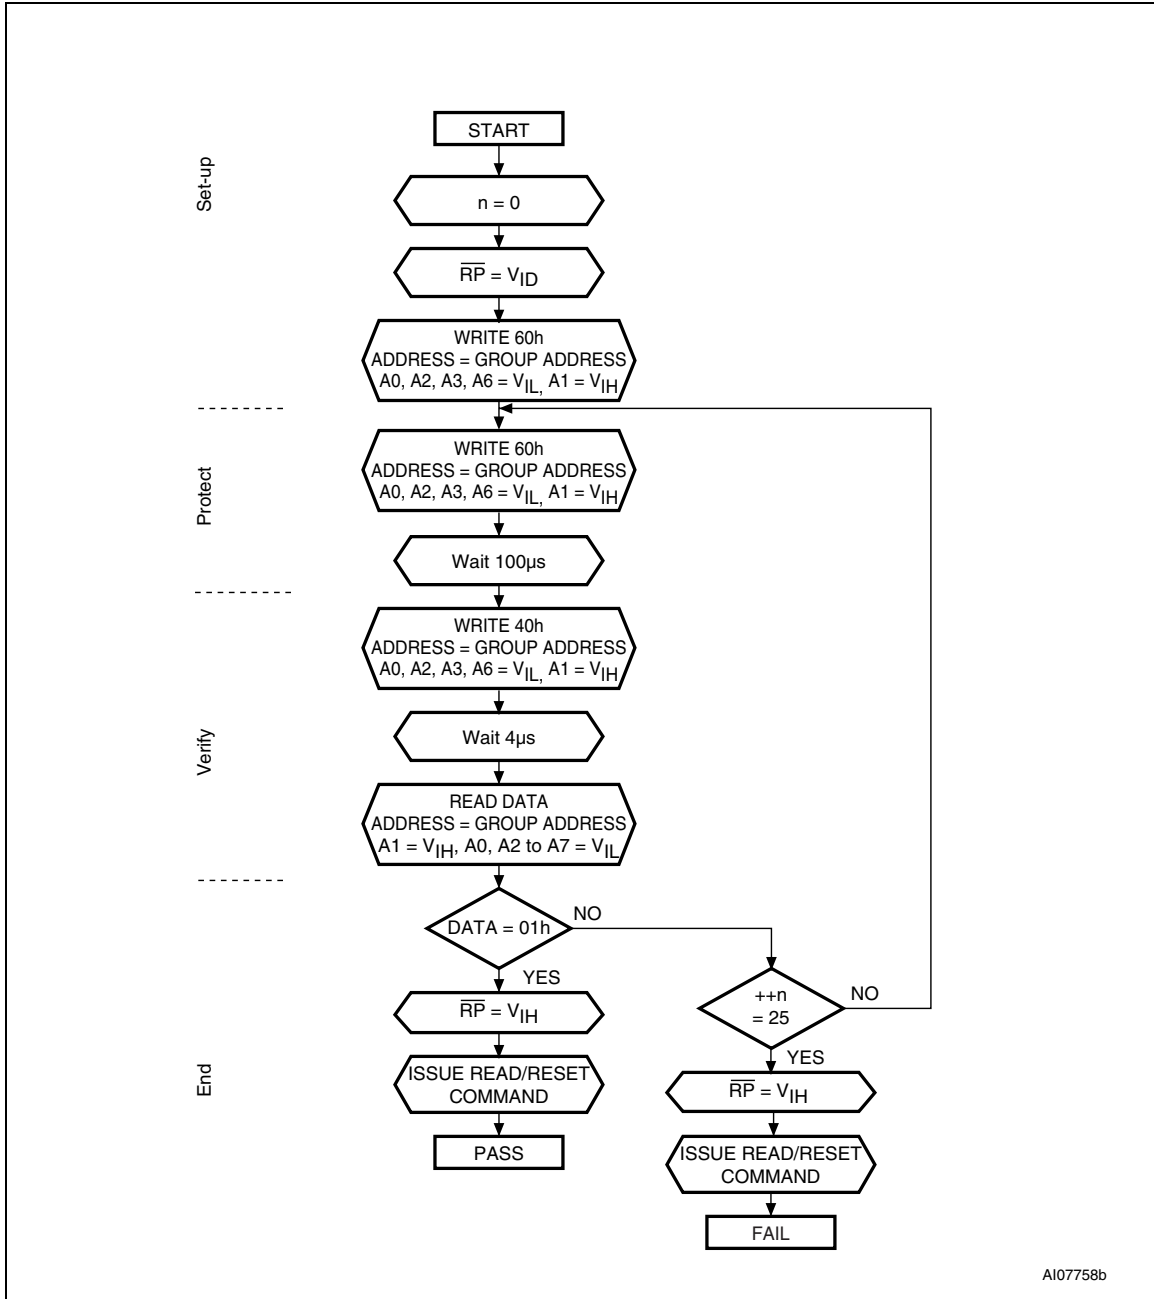 Set-up
START
n = 0
R̅P̅ = VID
WRITE 60h
ADDRESS = GROUP ADDRESS
A0, A2, A3, A6 = VIL, A1 = VIH
Protect
WRITE 60h
ADDRESS = GROUP ADDRESS
A0, A2, A3, A6 = VIL, A1 = VIH
Wait 100µs
Verify
WRITE 40h
ADDRESS = GROUP ADDRESS
A0, A2, A3, A6 = VIL, A1 = VIH
Wait 4µs
READ DATA
ADDRESS = GROUP ADDRESS
A1 = VIH, A0, A2 to A7 = VIL
End
DATA = 01h
NO
YES
R̅P̅ = VIH
ISSUE READ/RESET
COMMAND
PASS
++n
= 25
NO
YES
R̅P̅ = VIH
ISSUE READ/RESET
COMMAND
FAIL
AI07758b